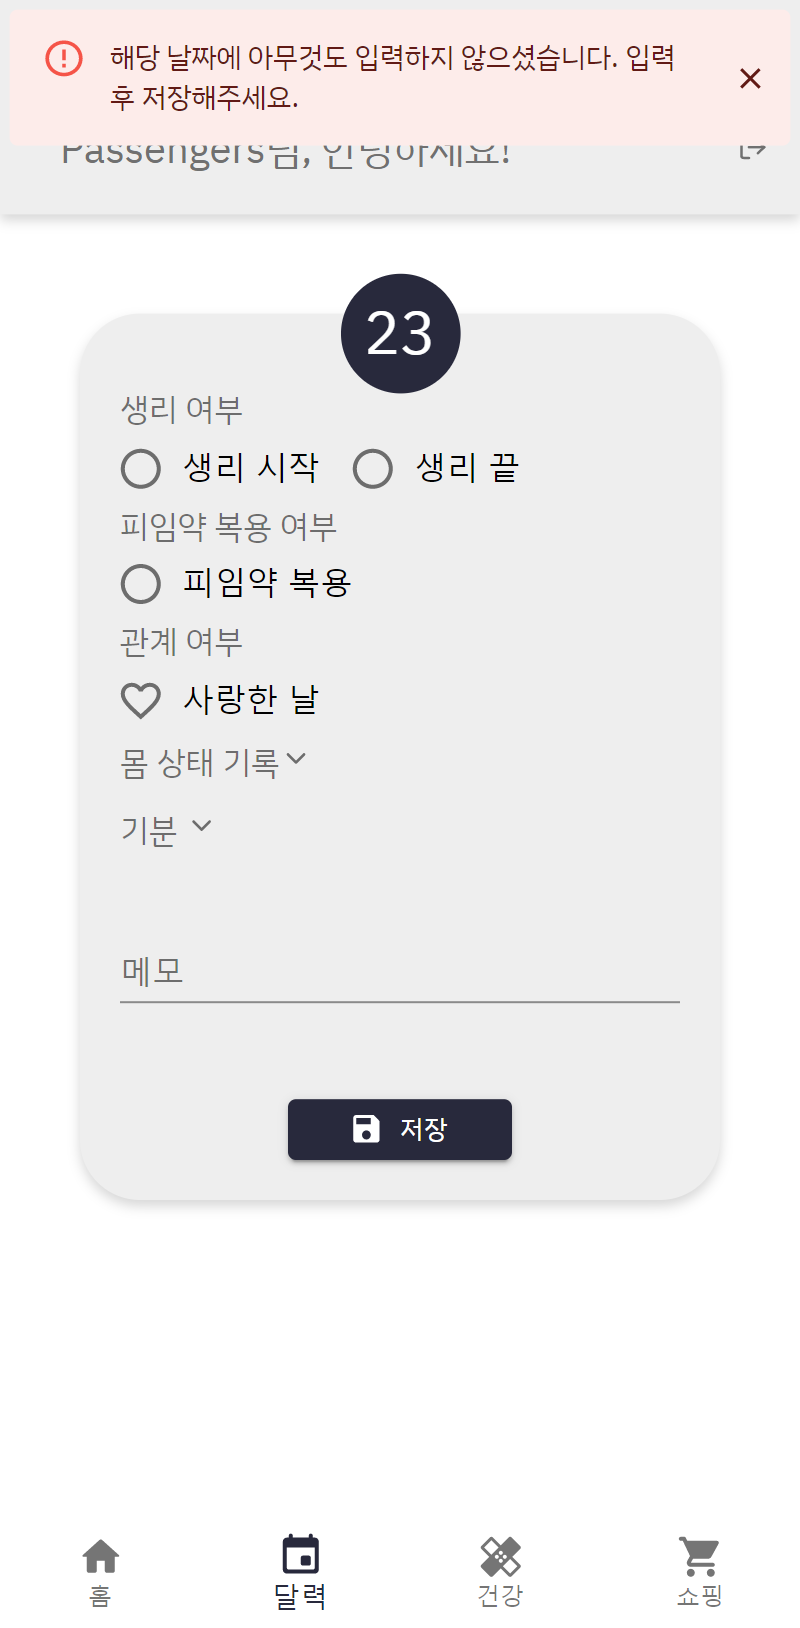 해당 날짜에 아무것도 입력하지 않으셨습니다. 입력
후 저장해주세요.
Passengers님, 안녕하세요!
23
생리 여부
생리 시작 생리 끝
피임약 복용 여부
피임약 복용
관계 여부
사랑한 날
몸 상태 기록
기분
메모
저장
홈 달력 건강 쇼핑